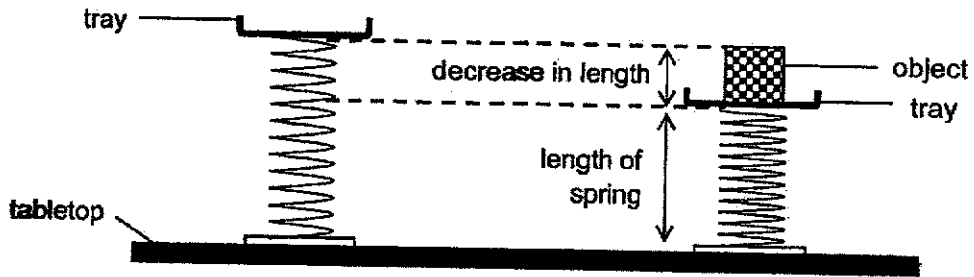 tray
decrease in length
object
tray
length of
spring
tabletop